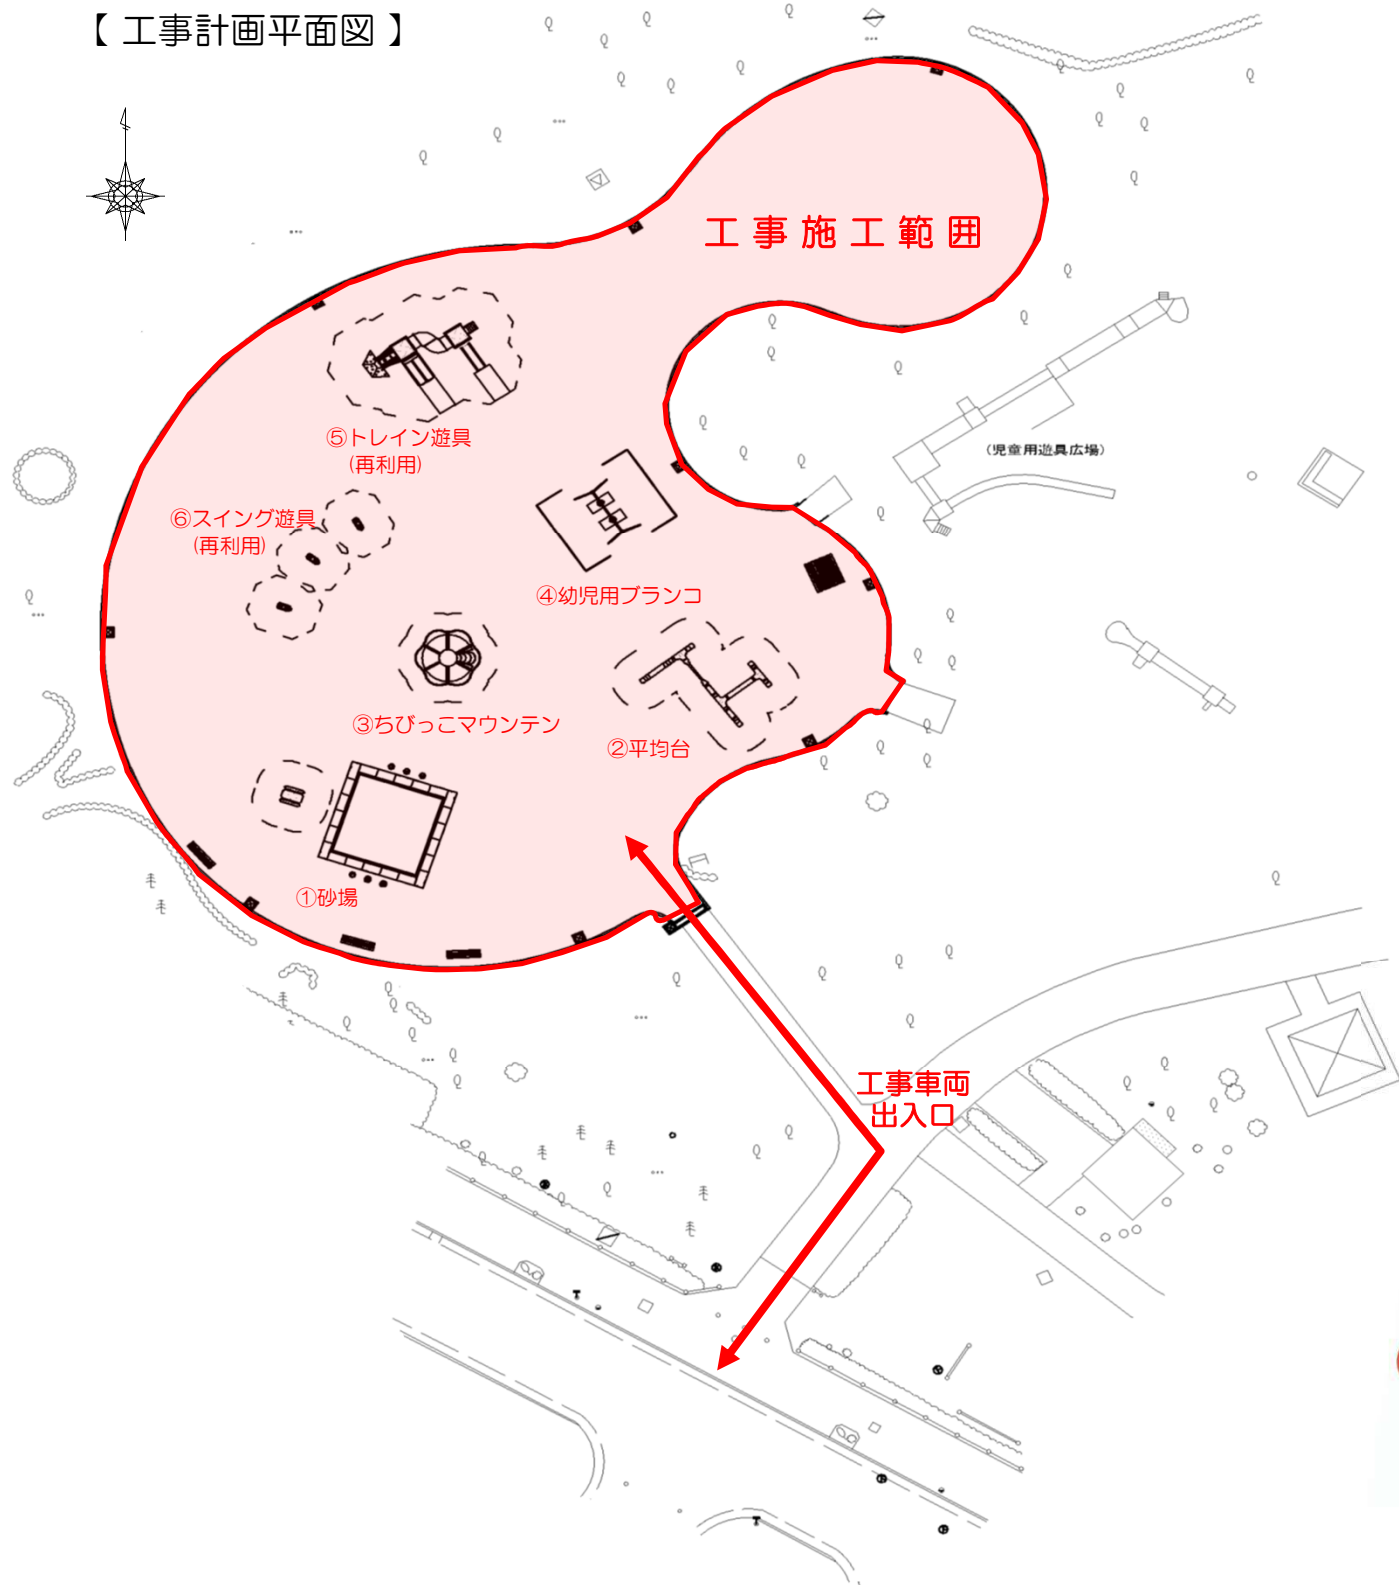 【 工事計画平面図 】
工事施工範囲
⑤トレイン遊具
(再利用)
(児童用遊具広場)
⑥スイング遊具
(再利用)
④幼児用ブランコ
③ちびっこマウンテン
②平均台
①砂場
工事車両
出入口